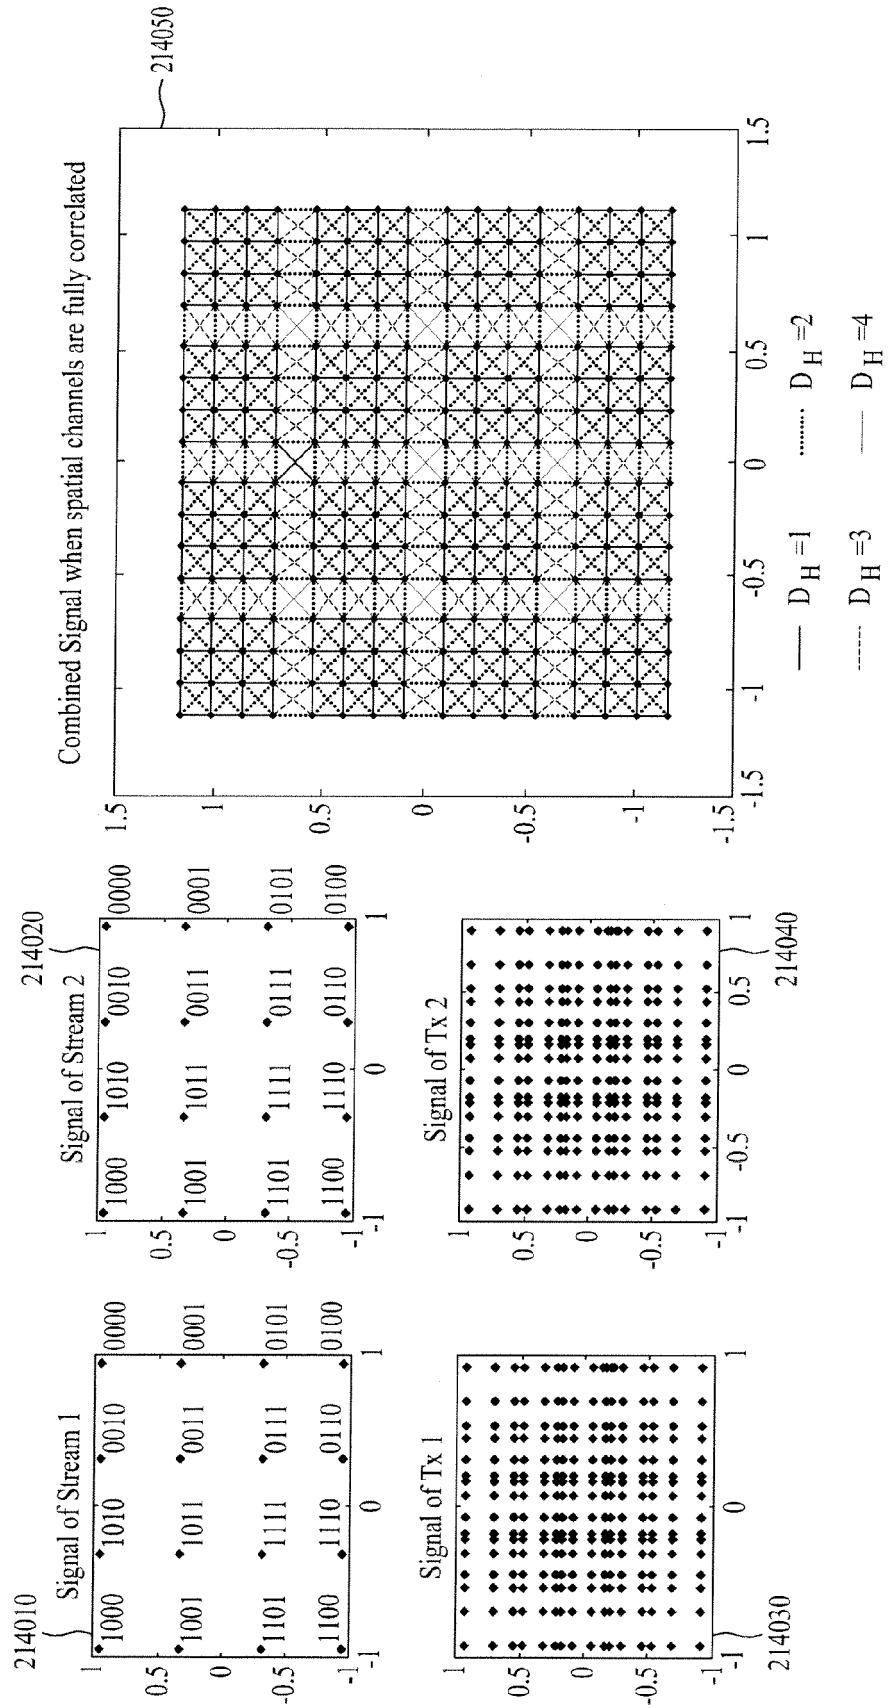 214010
Signal of Stream 1
1
0.5
0
-0.5
-1
1000 1010 0010 0000
1001 1011 0011 0001
1101 1111 0111 0101
1100 1110 0110 0100
-1 0 1
214020
Signal of Stream 2
1
0.5
0
-0.5
-1
1000 1010 0010 0000
1001 1011 0011 0001
1101 1111 0111 0101
1100 1110 0110 0100
-1 0 1
Signal of Tx 1
1
0.5
0
-0.5
-1
-1 0 1
214030
Signal of Tx 2
1
0.5
0
-0.5
-1
-1 -0.5 0 0.5 1
214040
Combined Signal when spatial channels are fully correlated
214050
1.5
1
0.5
0
-0.5
-1
-1.5
-1.5 -1 -0.5 0 0.5 1 1.5
D_H=1 D_H=2
D_H=3 D_H=4